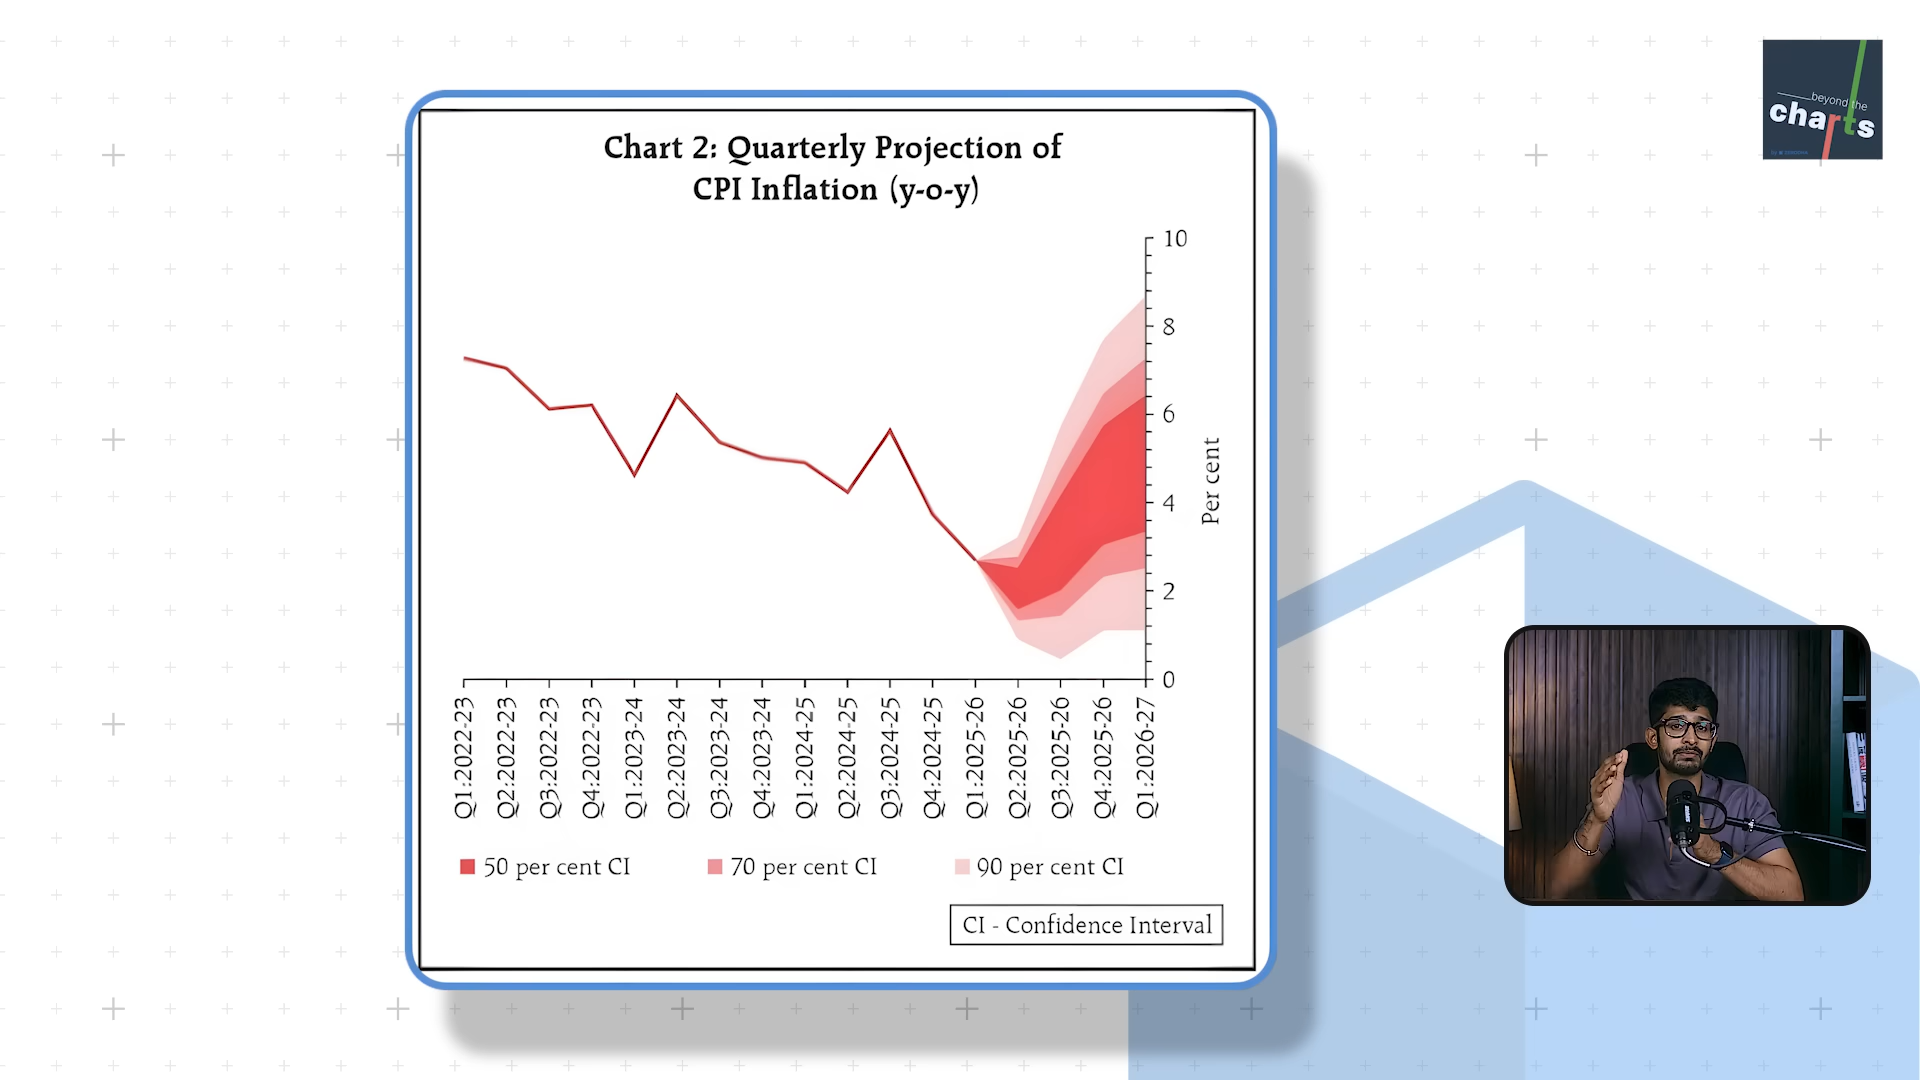 beyond the
charts
Chart 2: Quarterly Projection of
CPI Inflation (y-o-y)
10
8
6
4
2
0
Per cent
Q1:2022-23
Q2:2022-23
Q3:2022-23
Q4:2022-23
Q1:2023-24
Q2:2023-24
Q3:2023-24
Q4:2023-24
Q1:2024-25
Q2:2024-25
Q3:2024-25
Q4:2024-25
Q1:2025-26
Q2:2025-26
Q3:2025-26
Q4:2025-26
Q1:2026-27
50 per cent CI
70 per cent CI
90 per cent CI
CI - Confidence Interval